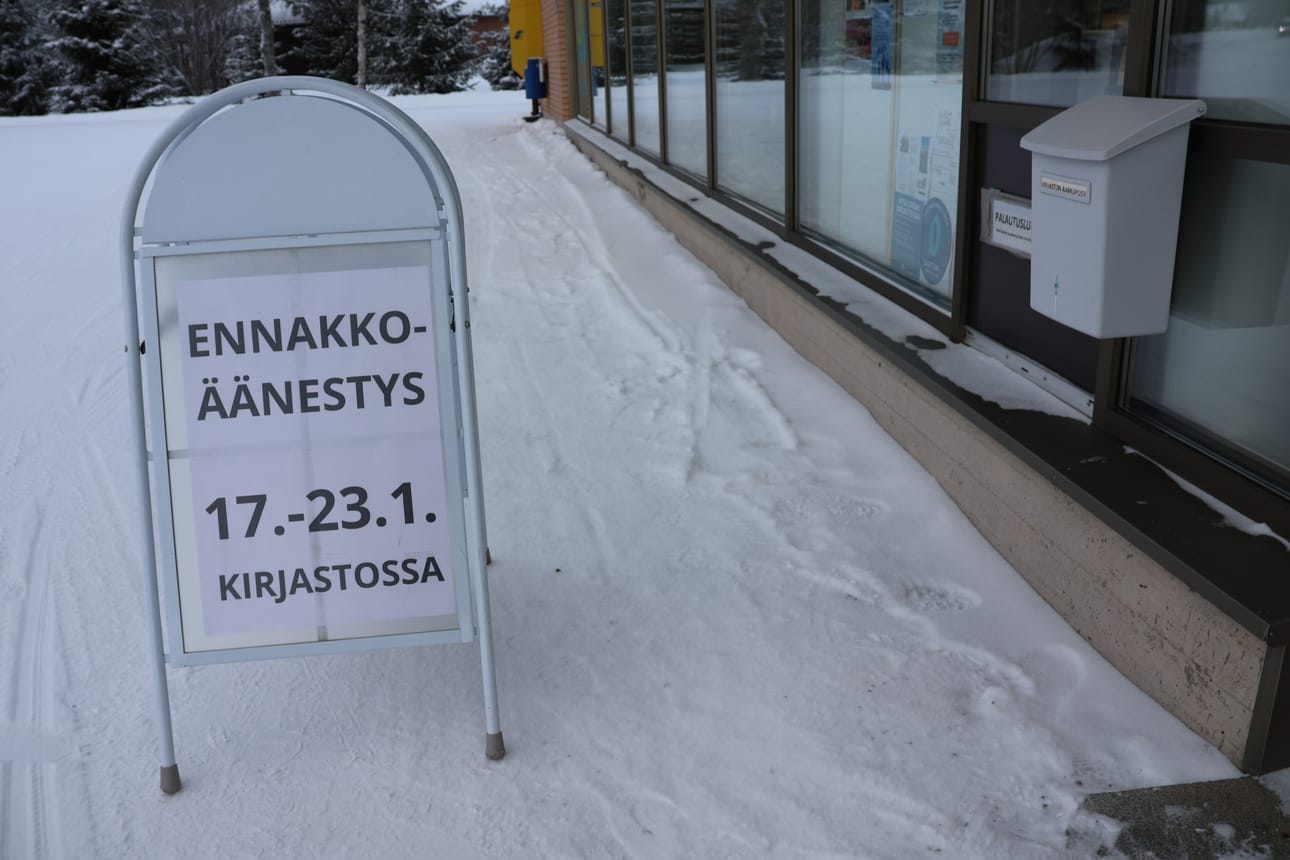 ENNAKKO-
ÄÄNESTYS
17.-23.1.
KIRJASTOSSA
PALAUTUSLU